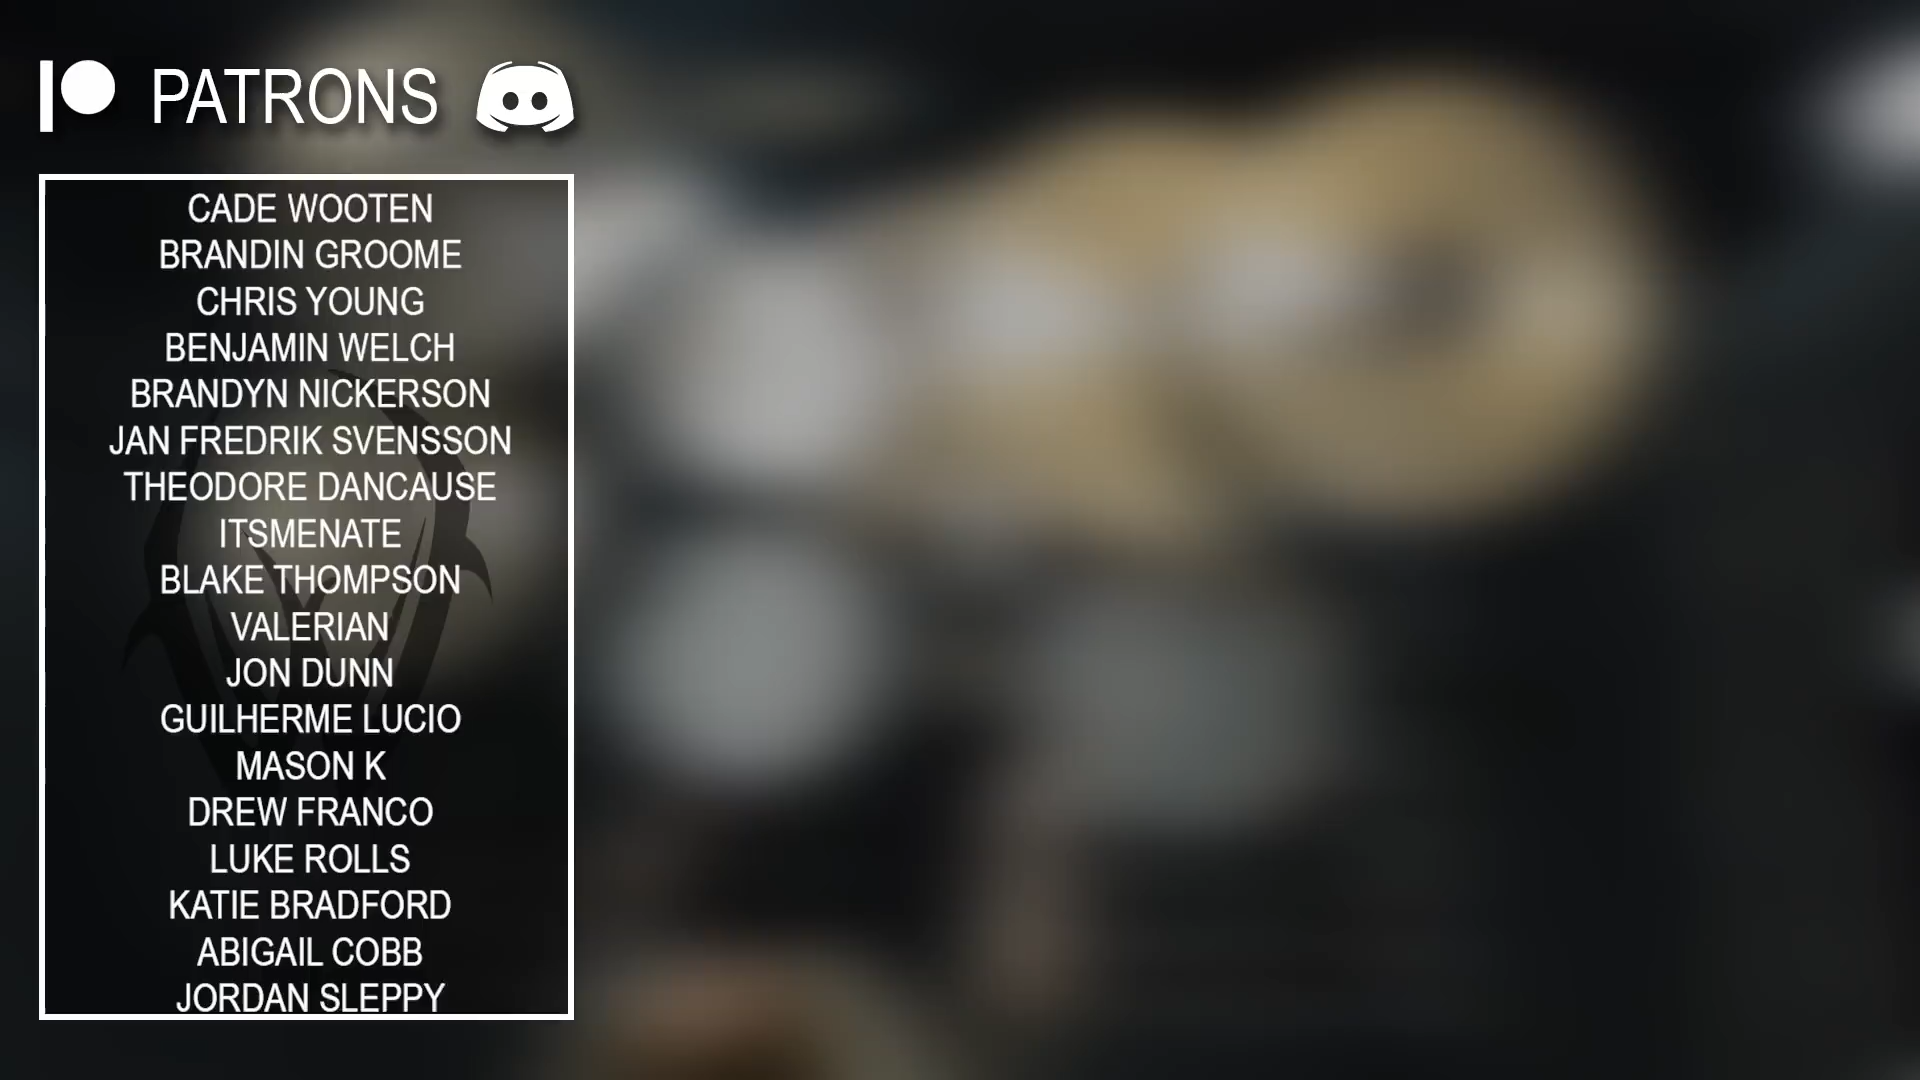 PATRONS
CADE WOOTEN
BRANDIN GROOME
CHRIS YOUNG
BENJAMIN WELCH
BRANDYN NICKERSON
JAN FREDRIK SVENSSON
THEODORE DANCAUSE
ITSMENATE
BLAKE THOMPSON
VALERIAN
JON DUNN
GUILHERME LUCIO
MASON K
DREW FRANCO
LUKE ROLLS
KATIE BRADFORD
ABIGAIL COBB
JORDAN SLEPPY